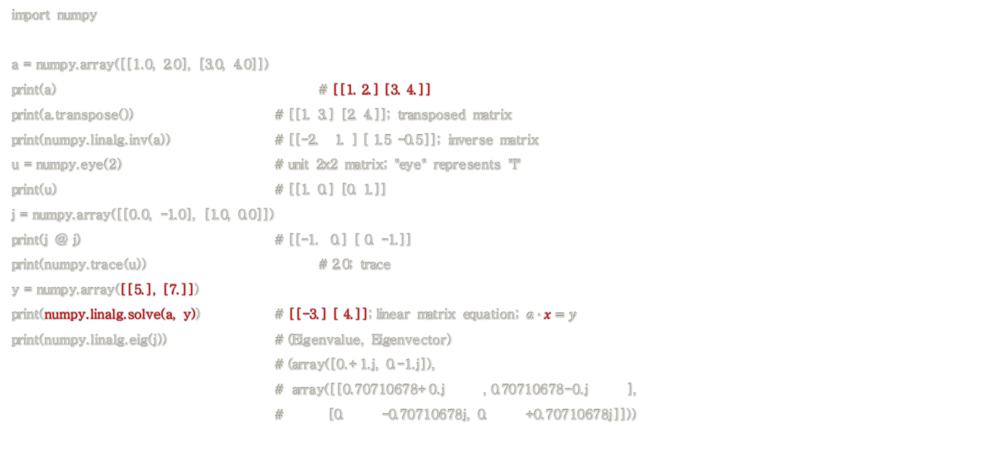 import numpy
a = numpy.array([[1.0, 2.0], [3.0, 4.0]])
print(a) # [[1. 2.] [3. 4.]]
print(a.transpose()) # [[1. 3.] [2. 4.]]; transposed matrix
print(numpy.linalg.inv(a)) # [[-2. 1. ] [ 1.5 -0.5]]; inverse matrix
u = numpy.eye(2) # unit 2x2 matrix; "eye" represents "I"
print(u) # [[1. 0.] [0. 1.]]
j = numpy.array([[0.0, -1.0], [1.0, 0.0]])
print(j @ j) # [[-1. 0.] [ 0. -1.]]
print(numpy.trace(u)) # 2.0; trace
y = numpy.array([[5.], [7.]])
print(numpy.linalg.solve(a, y)) # [[-3.] [ 4.]]; linear matrix equation; a · x = y
print(numpy.linalg.eig(j)) # (Eigenvalue, Eigenvector)
# (array([0.+1.j, 0.-1.j]),
# array([[0.70710678+0.j , 0.70710678-0.j ],
# [0. -0.70710678j, 0. +0.70710678j]]))